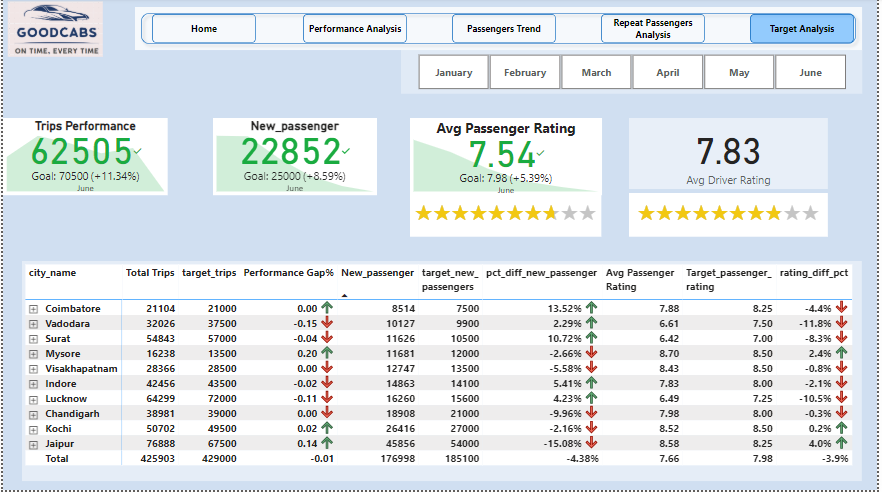 GOODCABS
ON TIME. EVERY TIME
Home
Performance Analysis
Passengers Trend
Repeat Passengers
Analysis
Target Analysis
January
February
March
April
May
June
Trips Performance
62505
Goal: 70500 (+11.34%)
June
New_passenger
22852
Goal: 25000 (+8.59%)
June
Avg Passenger Rating
7.54
Goal: 7.98 (+5.39%)
June
7.83
Avg Driver Rating
city_name Total Trips target_trips Performance Gap% New_passenger target_new_passengers pct_diff_new_passenger Avg Passenger Rating Target_passenger_rating rating_diff_pct
Coimbatore 21104 21000 0.00 8514 7500 13.52% 7.88 8.25 -4.4%
Vadodara 32026 37500 -0.15 10127 9900 2.29% 6.61 7.50 -11.8%
Surat 54843 57000 -0.04 11626 10500 10.72% 6.42 7.00 -8.3%
Mysore 16238 13500 0.20 11681 12000 -2.66% 8.70 8.50 2.4%
Visakhapatnam 28366 28500 0.00 12747 13500 -5.58% 8.43 8.50 -0.8%
Indore 42456 43500 -0.02 14863 14100 5.41% 7.83 8.00 -2.1%
Lucknow 64299 72000 -0.11 16260 15600 4.23% 6.49 7.25 -10.5%
Chandigarh 38981 39000 0.00 18908 21000 -9.96% 7.98 8.00 -0.3%
Kochi 50702 49500 0.02 26416 27000 -2.16% 8.52 8.50 0.2%
Jaipur 76888 67500 0.14 45856 54000 -15.08% 8.58 8.25 4.0%
Total 425903 429000 -0.01 176998 185100 -4.38% 7.66 7.98 -3.9%